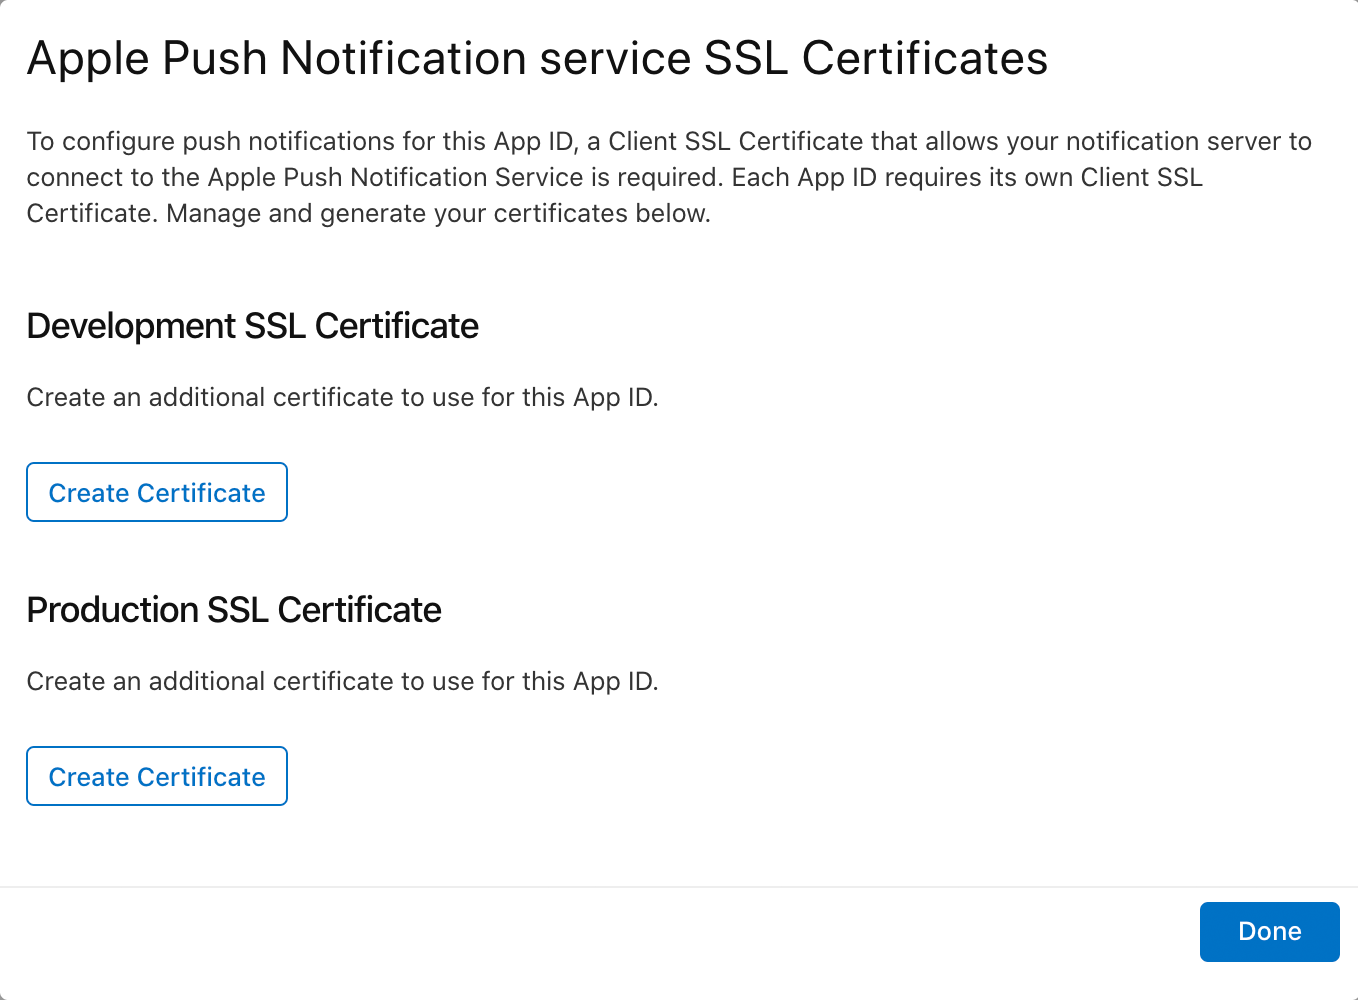 Apple Push Notification service SSL Certificates
To configure push notifications for this App ID, a Client SSL Certificate that allows your notification server to
connect to the Apple Push Notification Service is required. Each App ID requires its own Client SSL
Certificate. Manage and generate your certificates below.
Development SSL Certificate
Create an additional certificate to use for this App ID.
Create Certificate
Production SSL Certificate
Create an additional certificate to use for this App ID.
Create Certificate
Done